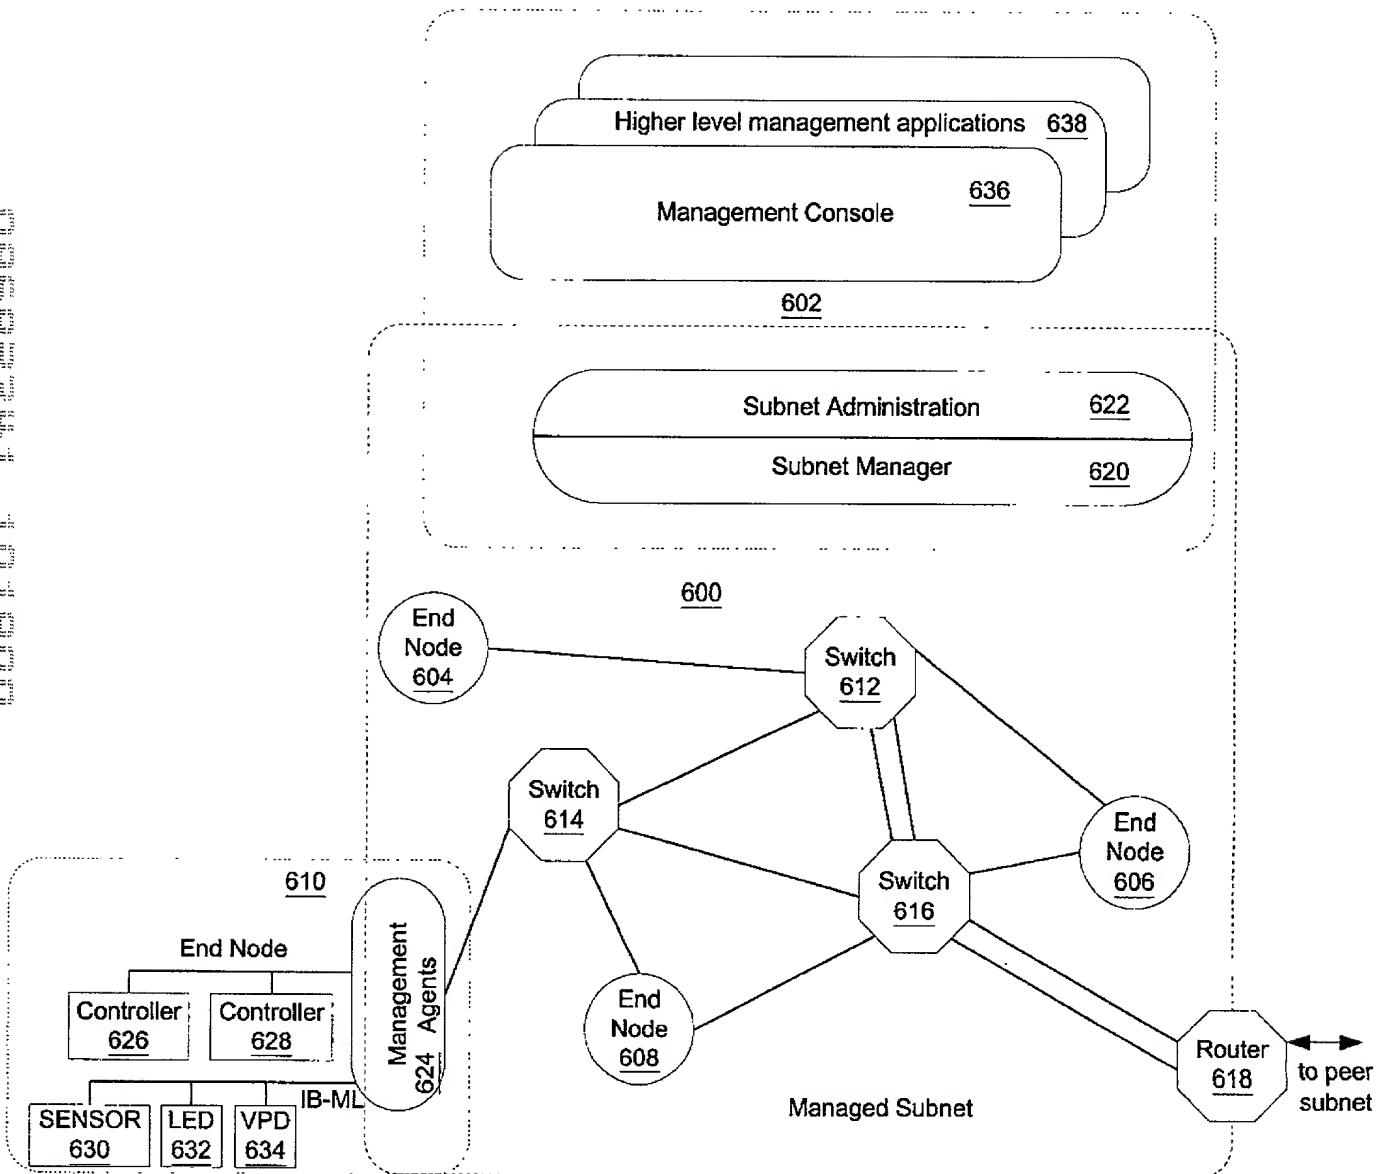 Higher level management applications 638
636
Management Console
602
Subnet Administration 622
Subnet Manager 620
600
End
Node
604
Switch
612
Switch
614
End
Node
606
Switch
616
610
End Node
Management
Agents
624
Controller
626
Controller
628
End
Node
608
Router
618
to peer
subnet
IB-ML
SENSOR
630
LED
632
VPD
634
Managed Subnet